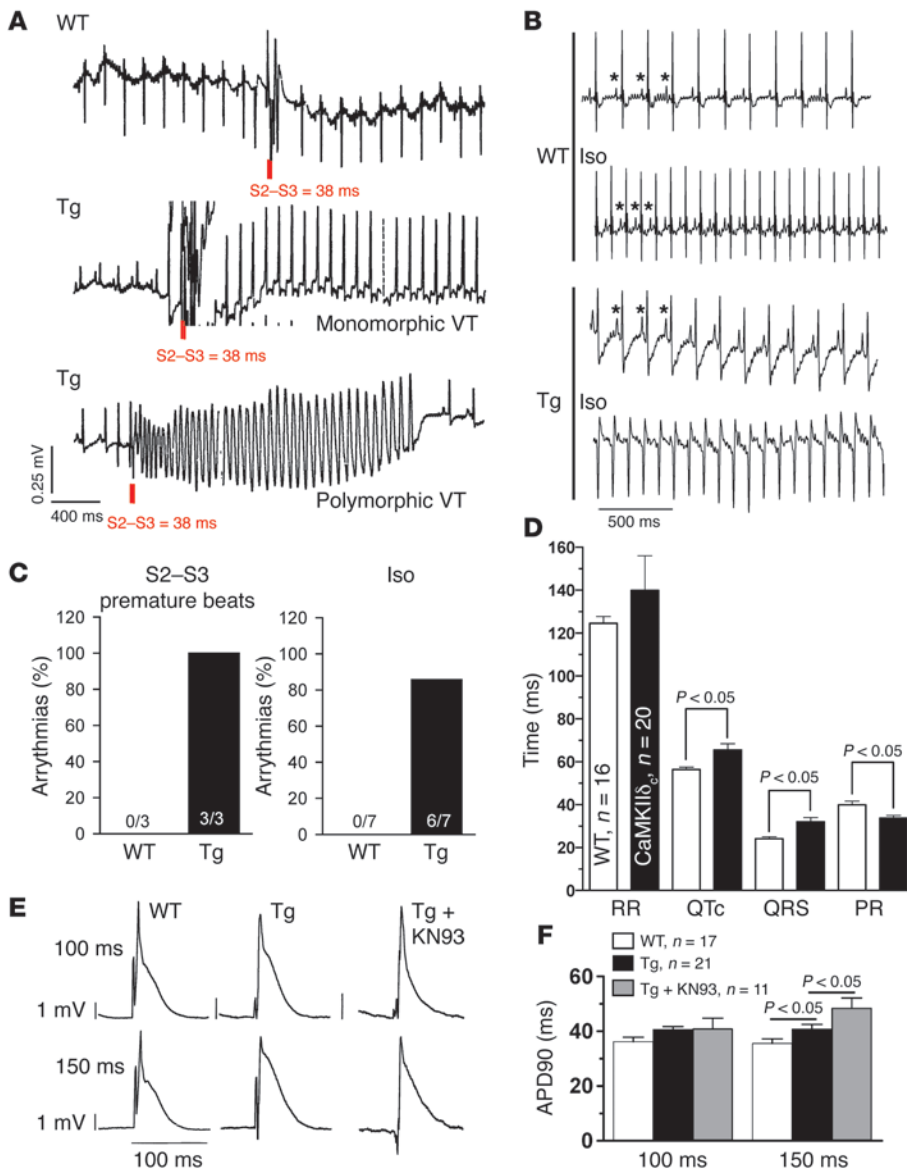 A
WT
S2–S3 = 38 ms
Tg
Monomorphic VT
S2–S3 = 38 ms
Tg
Polymorphic VT
0.25 mV
400 ms
S2–S3 = 38 ms
B
* * *
WT
Iso
* * *
* * *
Tg
Iso
500 ms
C
S2–S3
premature beats
Arrythmias (%)
120
100
80
60
40
20
0
0/3
3/3
WT
Tg
Iso
Arrythmias (%)
120
100
80
60
40
20
0
0/7
6/7
WT
Tg
D
Time (ms)
160
140
120
100
80
60
40
20
0
WT, n = 16
CaMKIIδc, n = 20
P < 0.05
P < 0.05
P < 0.05
RR
QTc
QRS
PR
E
WT
Tg
Tg +
KN93
100 ms
1 mV
150 ms
1 mV
100 ms
F
WT, n = 17
Tg, n = 21
Tg + KN93, n = 11
P < 0.05
P < 0.05
APD90 (ms)
60
40
20
0
100 ms
150 ms